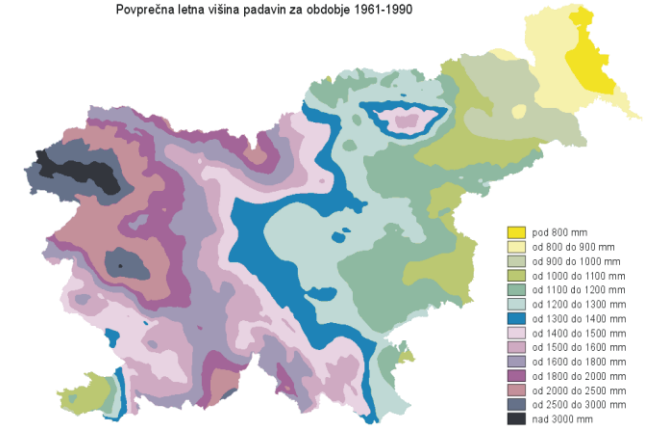 Povprečna letna višina padavin za obdobje 1961-1990
pod 800 mm
od 800 do 900 mm
od 900 do 1000 mm
od 1000 do 1100 mm
od 1100 do 1200 mm
od 1200 do 1300 mm
od 1300 do 1400 mm
od 1400 do 1500 mm
od 1500 do 1600 mm
od 1600 do 1800 mm
od 1800 do 2000 mm
od 2000 do 2500 mm
od 2500 do 3000 mm
nad 3000 mm